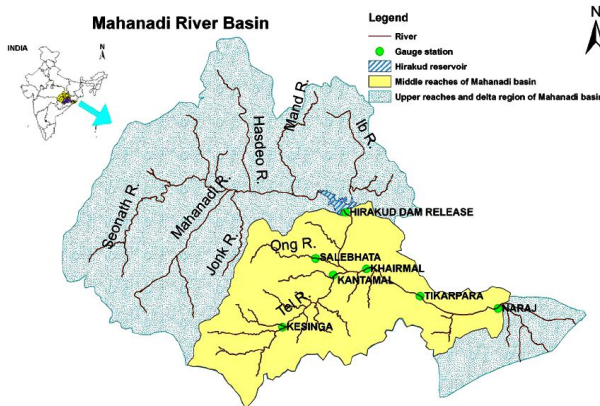 Mahanadi River Basin
N
INDIA
N
Legend
River
Gauge station
Hirakud reservoir
Middle reaches of Mahanadi basin
Upper reaches and delta region of Mahanadi basin
Seonath R.
Mahanadi R.
Hasdeo R.
Mand R.
Ib R.
Jonk R.
HIRAKUD DAM RELEASE
Ong R.
SALEBHATA
KHAIRMAL
KANTAMAL
Tel R.
TIKARPARA
NARAJ
KESINGA